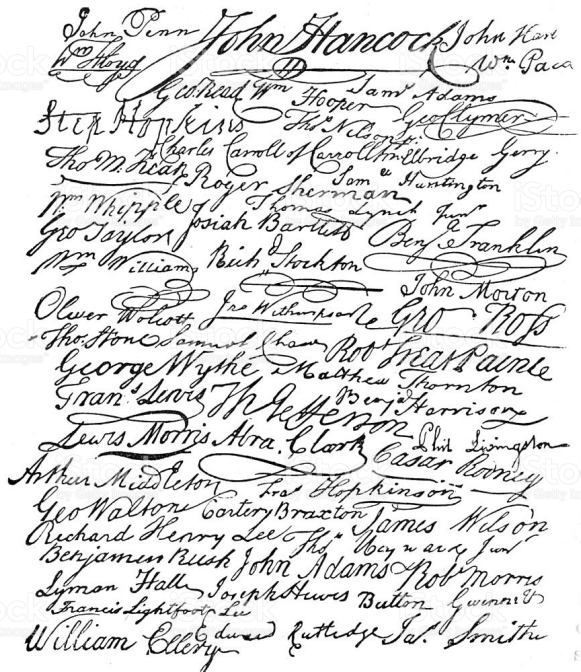 John Penn John Hancock John Hart
Wm Floyd Wm Paca
Geo Read Wm Hooper Saml Adams
Step Hopkins Thos Nelson jr Geo Clymer
Charles Carroll of Carrollton Elbridge Gerry
Tho M. Kean Roger Sherman Sam el Huntington
Wm Whipple Thomas Lynch Junr
Geo Taylor Josiah Bartlett Benj Franklin
Wm Williams Richd Stockton
John Morton
Oliver Wolcott Jno Witherspoon Geo Ross
Thos Stone Samuel Chase Robt Treat Paine
George Wythe Matthew Thornton
Frans Lewis Th Jefferson Benj Harrison
Lewis Morris Abra. Clark Phil Livingston
Cæsar Rodney
Arthur Middleton Fras Hopkinson
Geo Walton Carter Braxton James Wilson
Richard Henry Lee Thos Heyward Junr
Benjamin Rush John Adams Robt Morris
Lyman Hall Joseph Hewes Button Gwinnett
Francis Lightfoot Lee
William Ellery Edward Rutledge Jas. Smith
iStock